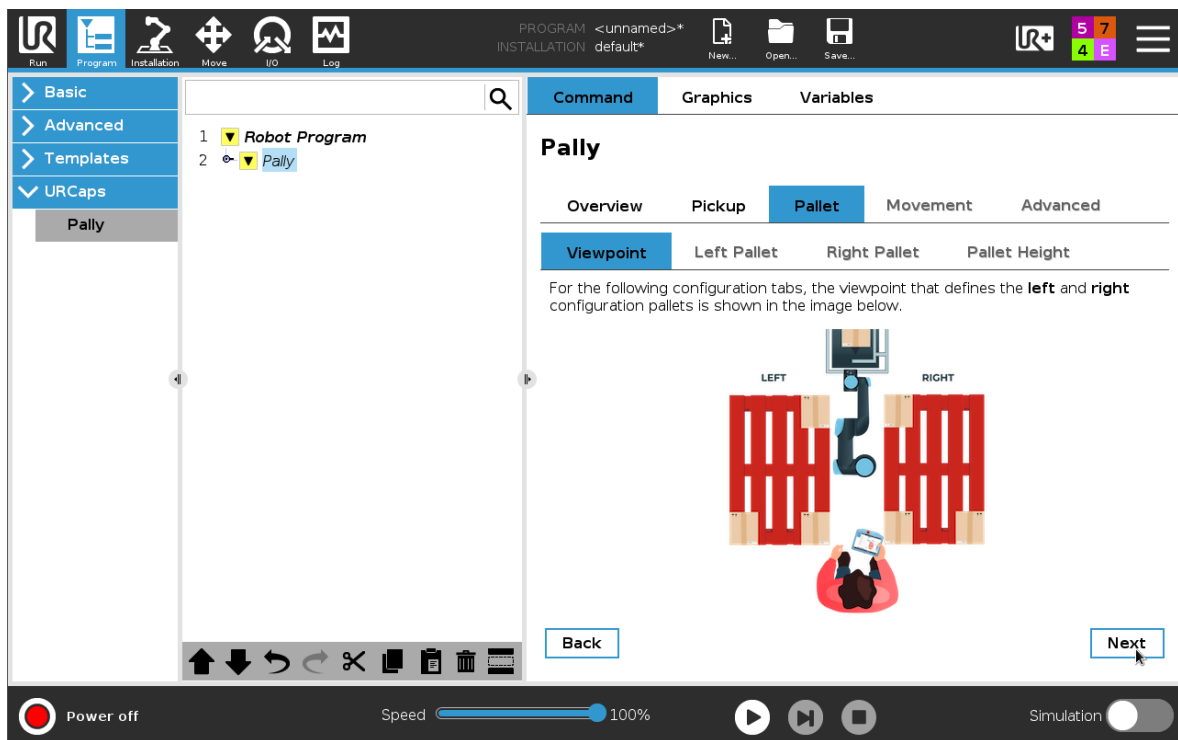 PROGRAM <unnamed>*
INSTALLATION default*
UR
Run
Program
Installation
Move
I/O
Log
New...
Open...
Save...
UR+
5 7
4 E
Basic
Advanced
Templates
URCaps
Pally
1 Robot Program
2 Pally
Command Graphics Variables
Pally
Overview Pickup Pallet Movement Advanced
Viewpoint Left Pallet Right Pallet Pallet Height
For the following configuration tabs, the viewpoint that defines the left and right
configuration pallets is shown in the image below.
LEFT RIGHT
Back Next
Power off Speed 100% Simulation